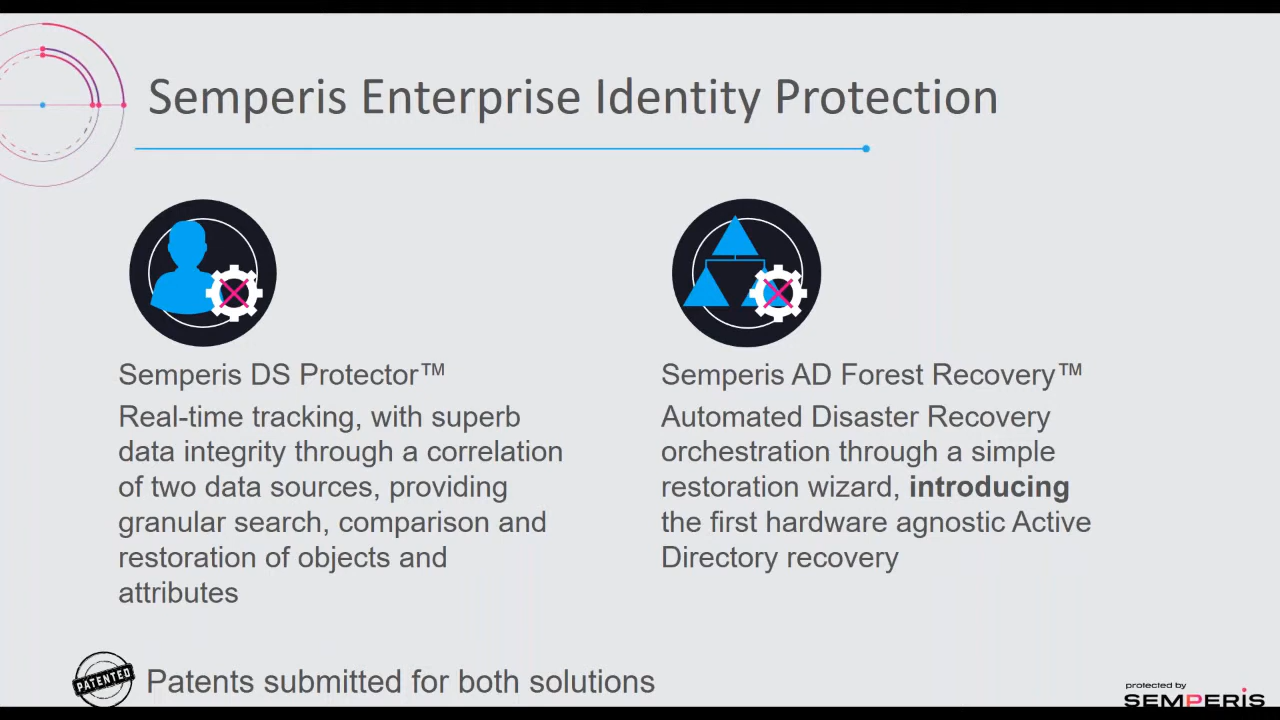 Semperis Enterprise Identity Protection
Semperis DS Protector™
Real-time tracking, with superb
data integrity through a correlation
of two data sources, providing
granular search, comparison and
restoration of objects and
attributes
Semperis AD Forest Recovery™
Automated Disaster Recovery
orchestration through a simple
restoration wizard, introducing
the first hardware agnostic Active
Directory recovery
PATENTED
Patents submitted for both solutions
protected by
SEMPERIS